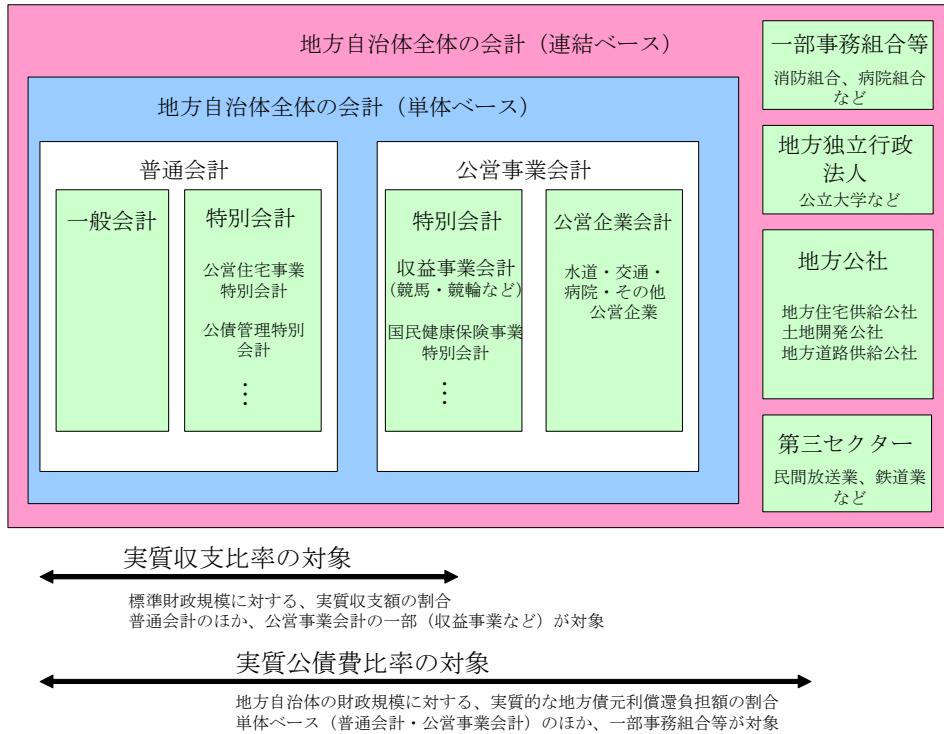 地方自治体全体の会計（連結ベース）
地方自治体全体の会計（単体ベース）
普通会計
一般会計
特別会計
公営住宅事業
特別会計
公債管理特別
会計
⋮
公営事業会計
特別会計
収益事業会計
（競馬・競輪など）
国民健康保険事業
特別会計
⋮
公営企業会計
水道・交通・
病院・その他
公営企業
一部事務組合等
消防組合、病院組合
など
地方独立行政
法人
公立大学など
地方公社
地方住宅供給公社
土地開発公社
地方道路供給公社
第三セクター
民間放送業、鉄道業
など
実質収支比率の対象
標準財政規模に対する、実質収支額の割合
普通会計のほか、公営事業会計の一部（収益事業など）が対象
実質公債費比率の対象
地方自治体の財政規模に対する、実質的な地方債元利償還負担額の割合
単体ベース（普通会計・公営事業会計）のほか、一部事務組合等が対象